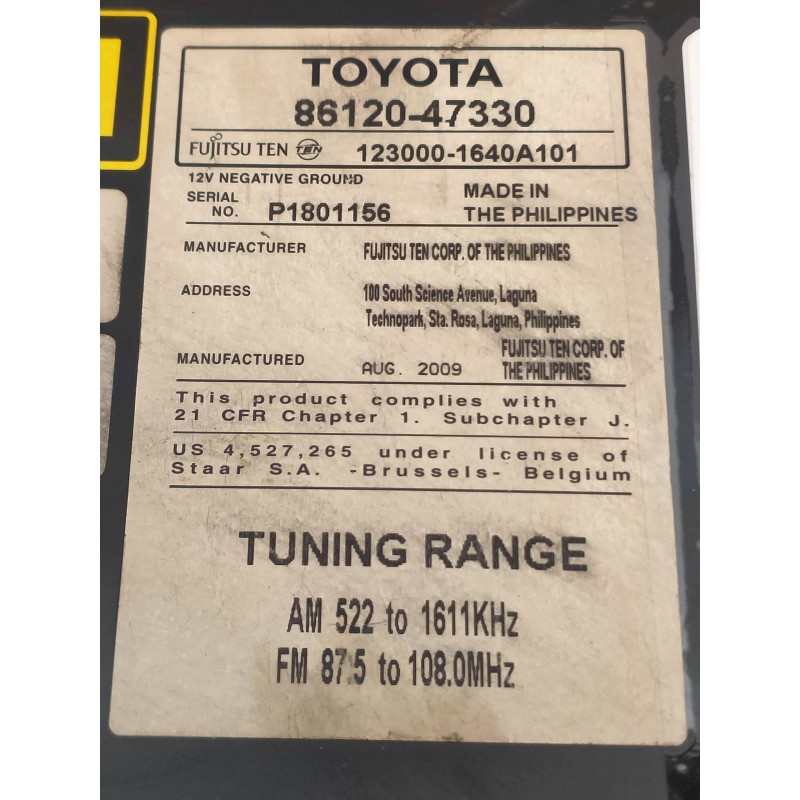 TOYOTA
86120-47330
FUJITSU TEN TEN 123000-1640A101
12V NEGATIVE GROUND
SERIAL NO. P1801156
MADE IN THE PHILIPPINES
MANUFACTURER FUJITSU TEN CORP. OF THE PHILIPPINES
ADDRESS 100 South Science Avenue, Laguna
Technopark, Sta. Rosa, Laguna, Philippines
MANUFACTURED AUG. 2009 FUJITSU TEN CORP. OF
THE PHILIPPINES
This product complies with
21 CFR Chapter 1. Subchapter J.
US 4,527,265 under license of
Staar S.A. -Brussels- Belgium
TUNING RANGE
AM 522 to 1611KHz
FM 87.5 to 108.0MHz